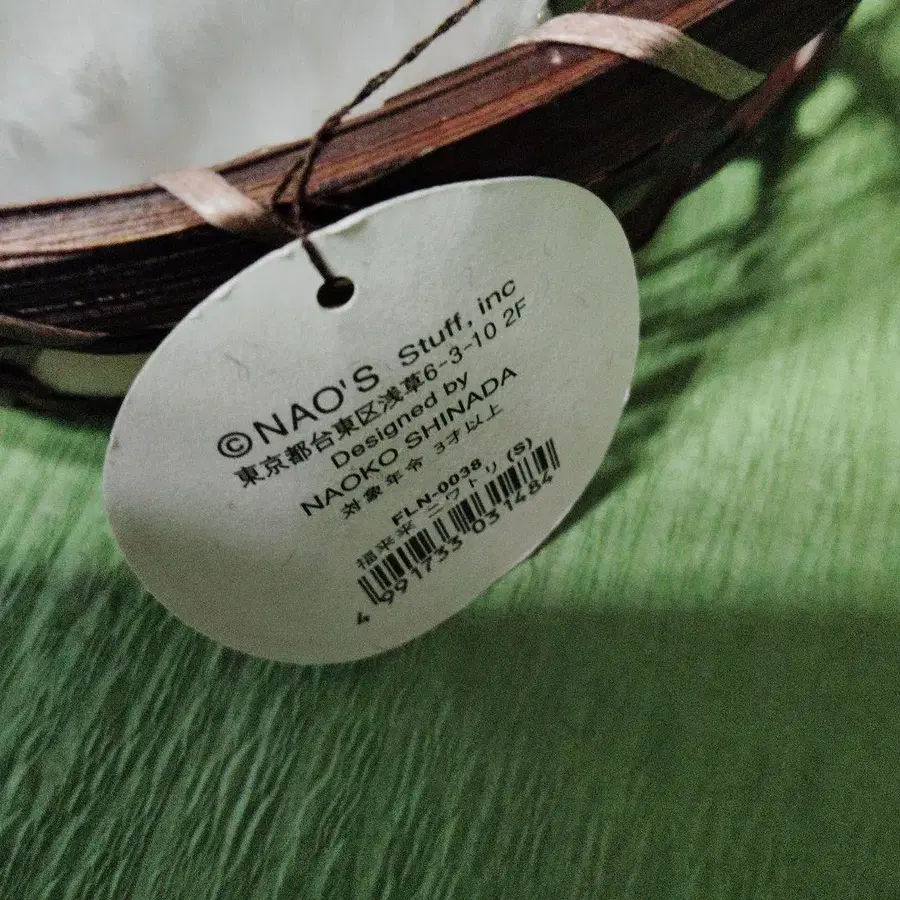 ©NAO'S Stuff, inc
東京都台東区浅草6-3-10 2F
Designed by
NAOKO SHINADA
対象年令 3才以上
FLN-0038
福来来 ニワトリ (S)
4 991733 031484